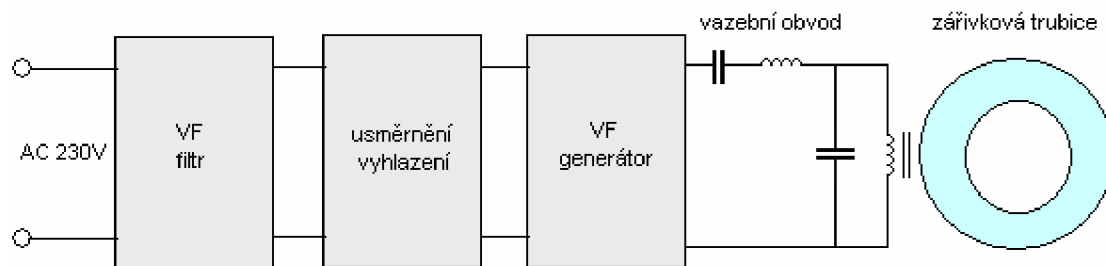 vazební obvod
zářivková trubice
AC 230V
VF
filtr
usměrnění
vyhlazení
VF
generátor